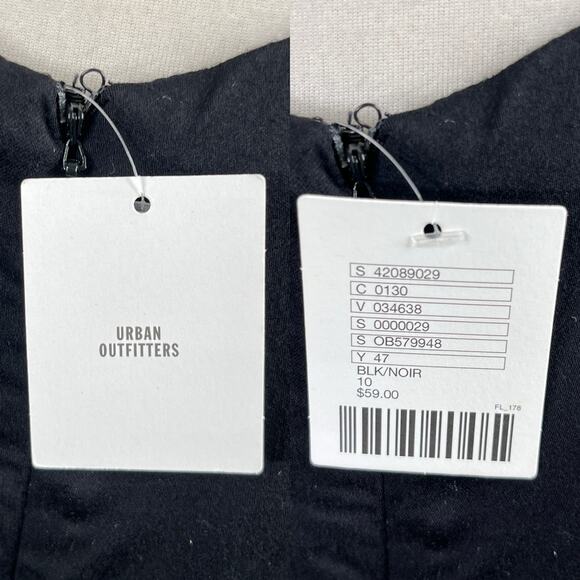 URBAN
OUTFITTERS
S 42089029
C 0130
V 034638
S 0000029
S OB579948
Y 47
BLK/NOIR
10
$59.00
FL_178